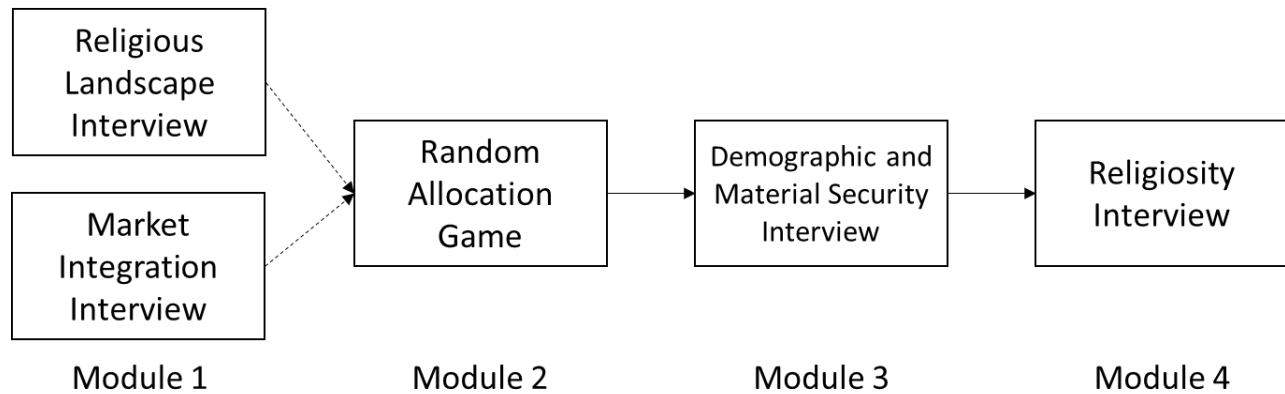 Religious
Landscape
Interview
Market
Integration
Interview
Random
Allocation
Game
Demographic and
Material Security
Interview
Religiosity
Interview
Module 1
Module 2
Module 3
Module 4